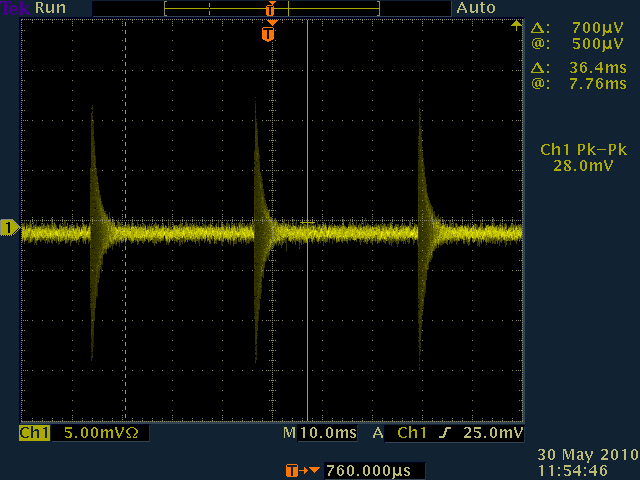 Tek Run
T
Auto
T
Δ: 700µV
@: 500µV
Δ: 36.4ms
@: 7.76ms
Ch1 Pk-Pk
28.0mV
1
Ch1 5.00mVΩ M 10.0ms A Ch1 ʃ 25.0mV
T→▼ 760.000µs
30 May 2010
11:54:46